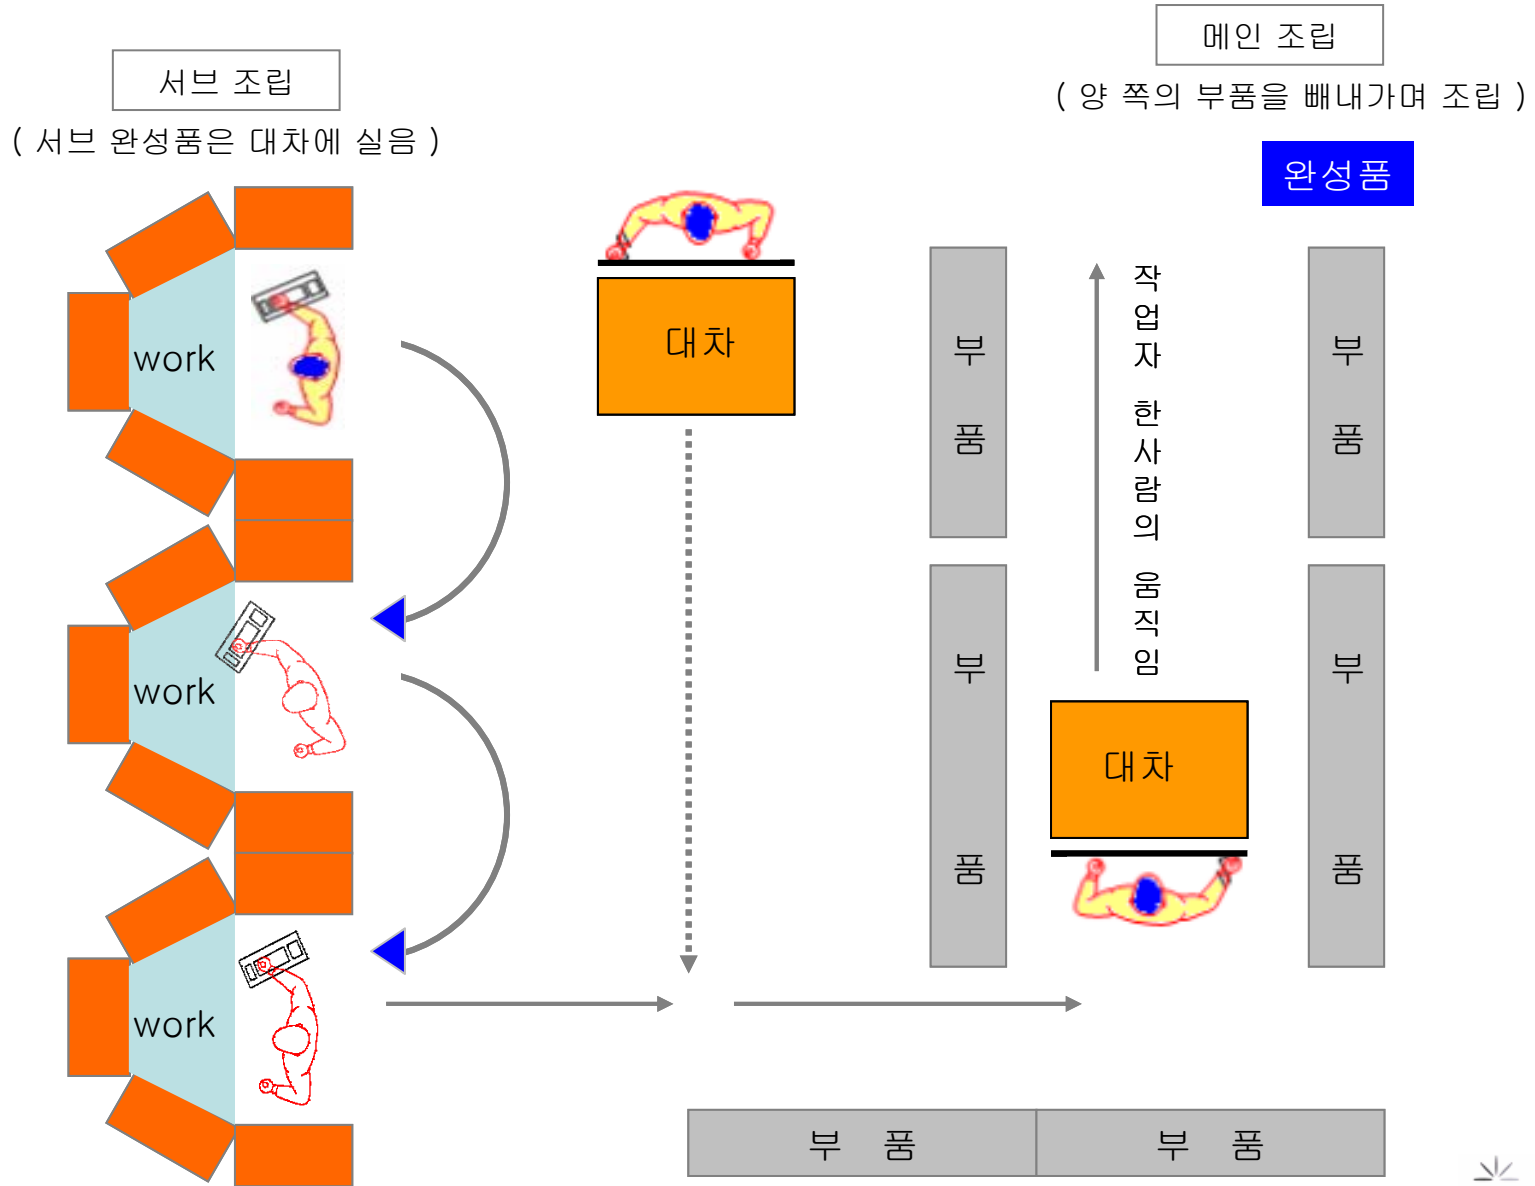 서브 조립
( 서브 완성품은 대차에 실음 )
메인 조립
( 양 쪽의 부품을 빼내가며 조립 )
완성품
work
work
work
대차
부 품
부 품
작업자 한사람의 움직임
부 품
부 품
대차
부 품
부 품